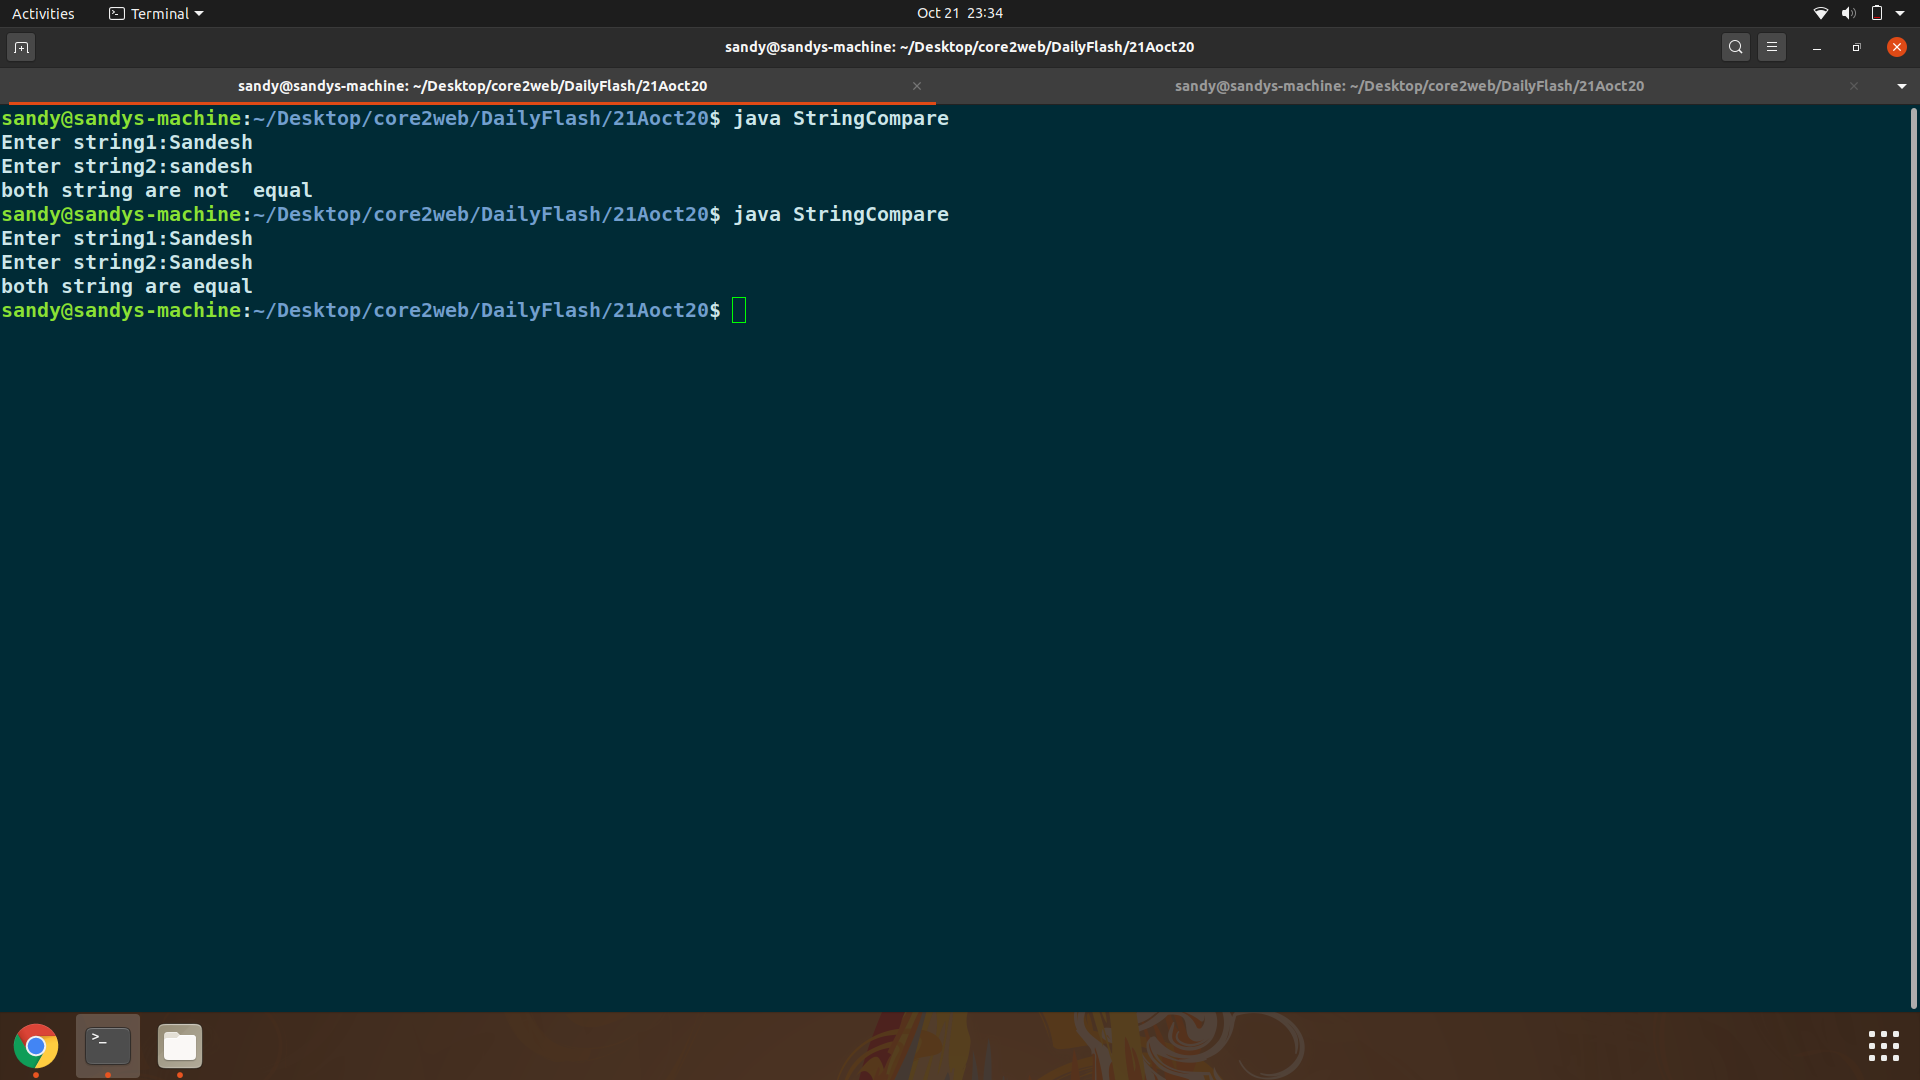 Activities Terminal Oct 21 23:34
sandy@sandys-machine: ~/Desktop/core2web/DailyFlash/21Aoct20
sandy@sandys-machine: ~/Desktop/core2web/DailyFlash/21Aoct20 sandy@sandys-machine: ~/Desktop/core2web/DailyFlash/21Aoct20
sandy@sandys-machine:~/Desktop/core2web/DailyFlash/21Aoct20$ java StringCompare
Enter string1:Sandesh
Enter string2:sandesh
both string are not  equal
sandy@sandys-machine:~/Desktop/core2web/DailyFlash/21Aoct20$ java StringCompare
Enter string1:Sandesh
Enter string2:Sandesh
both string are equal
sandy@sandys-machine:~/Desktop/core2web/DailyFlash/21Aoct20$